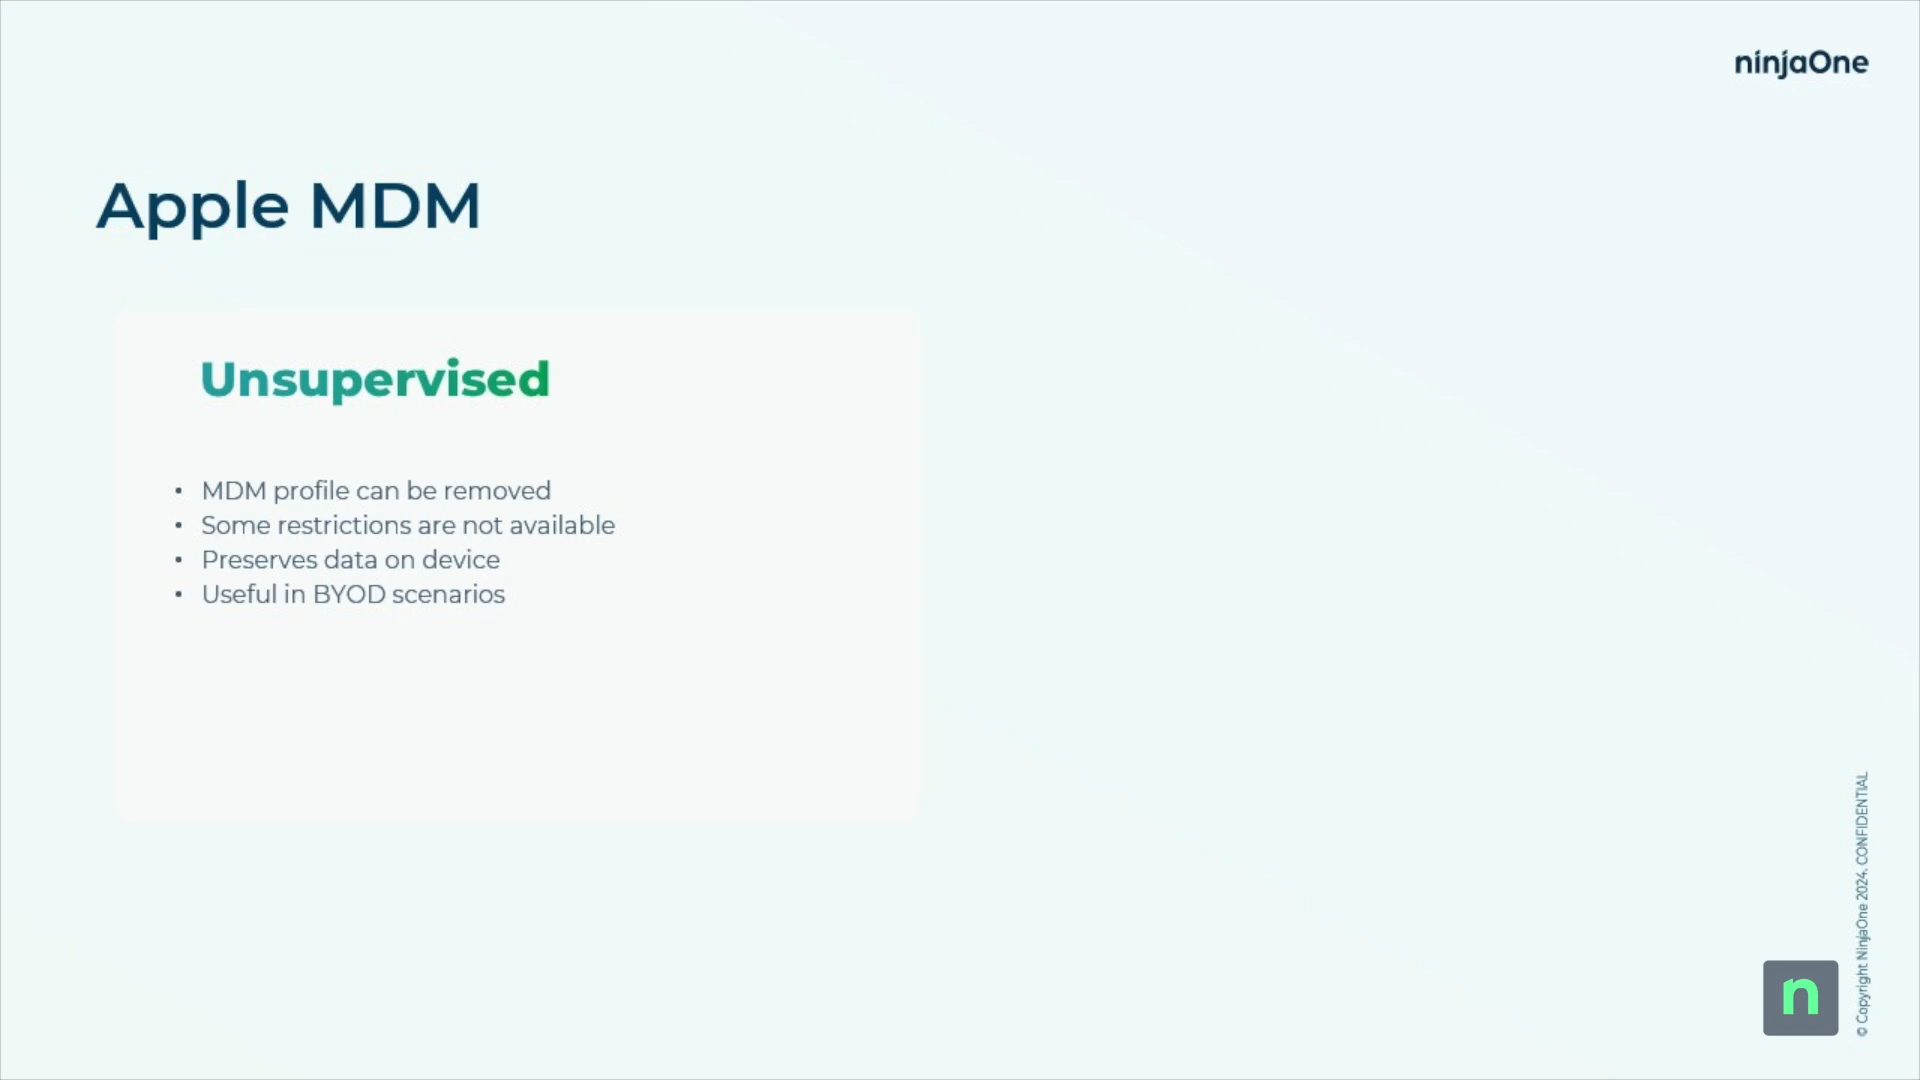 ninjaOne
Apple MDM
Unsupervised
• MDM profile can be removed
• Some restrictions are not available
• Preserves data on device
• Useful in BYOD scenarios
© Copyright NinjaOne 2024. CONFIDENTIAL
n